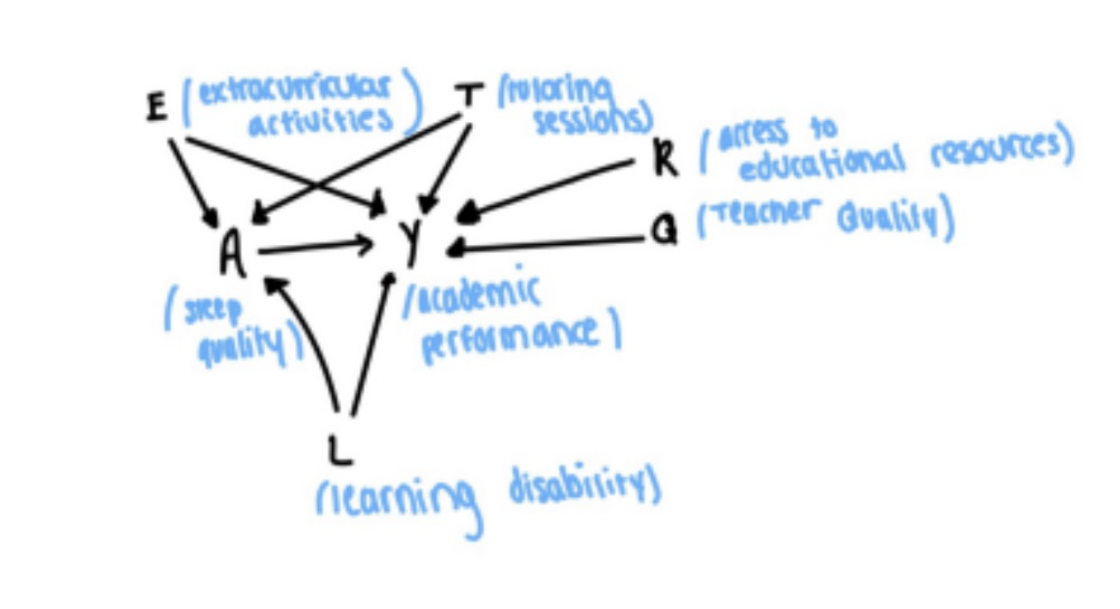 E (extracurricular
activities)
T (tutoring
sessions)
R (access to
educational resources)
Q (Teacher Quality)
A
Y
(sleep
quality)
(academic
performance)
L
(learning disability)